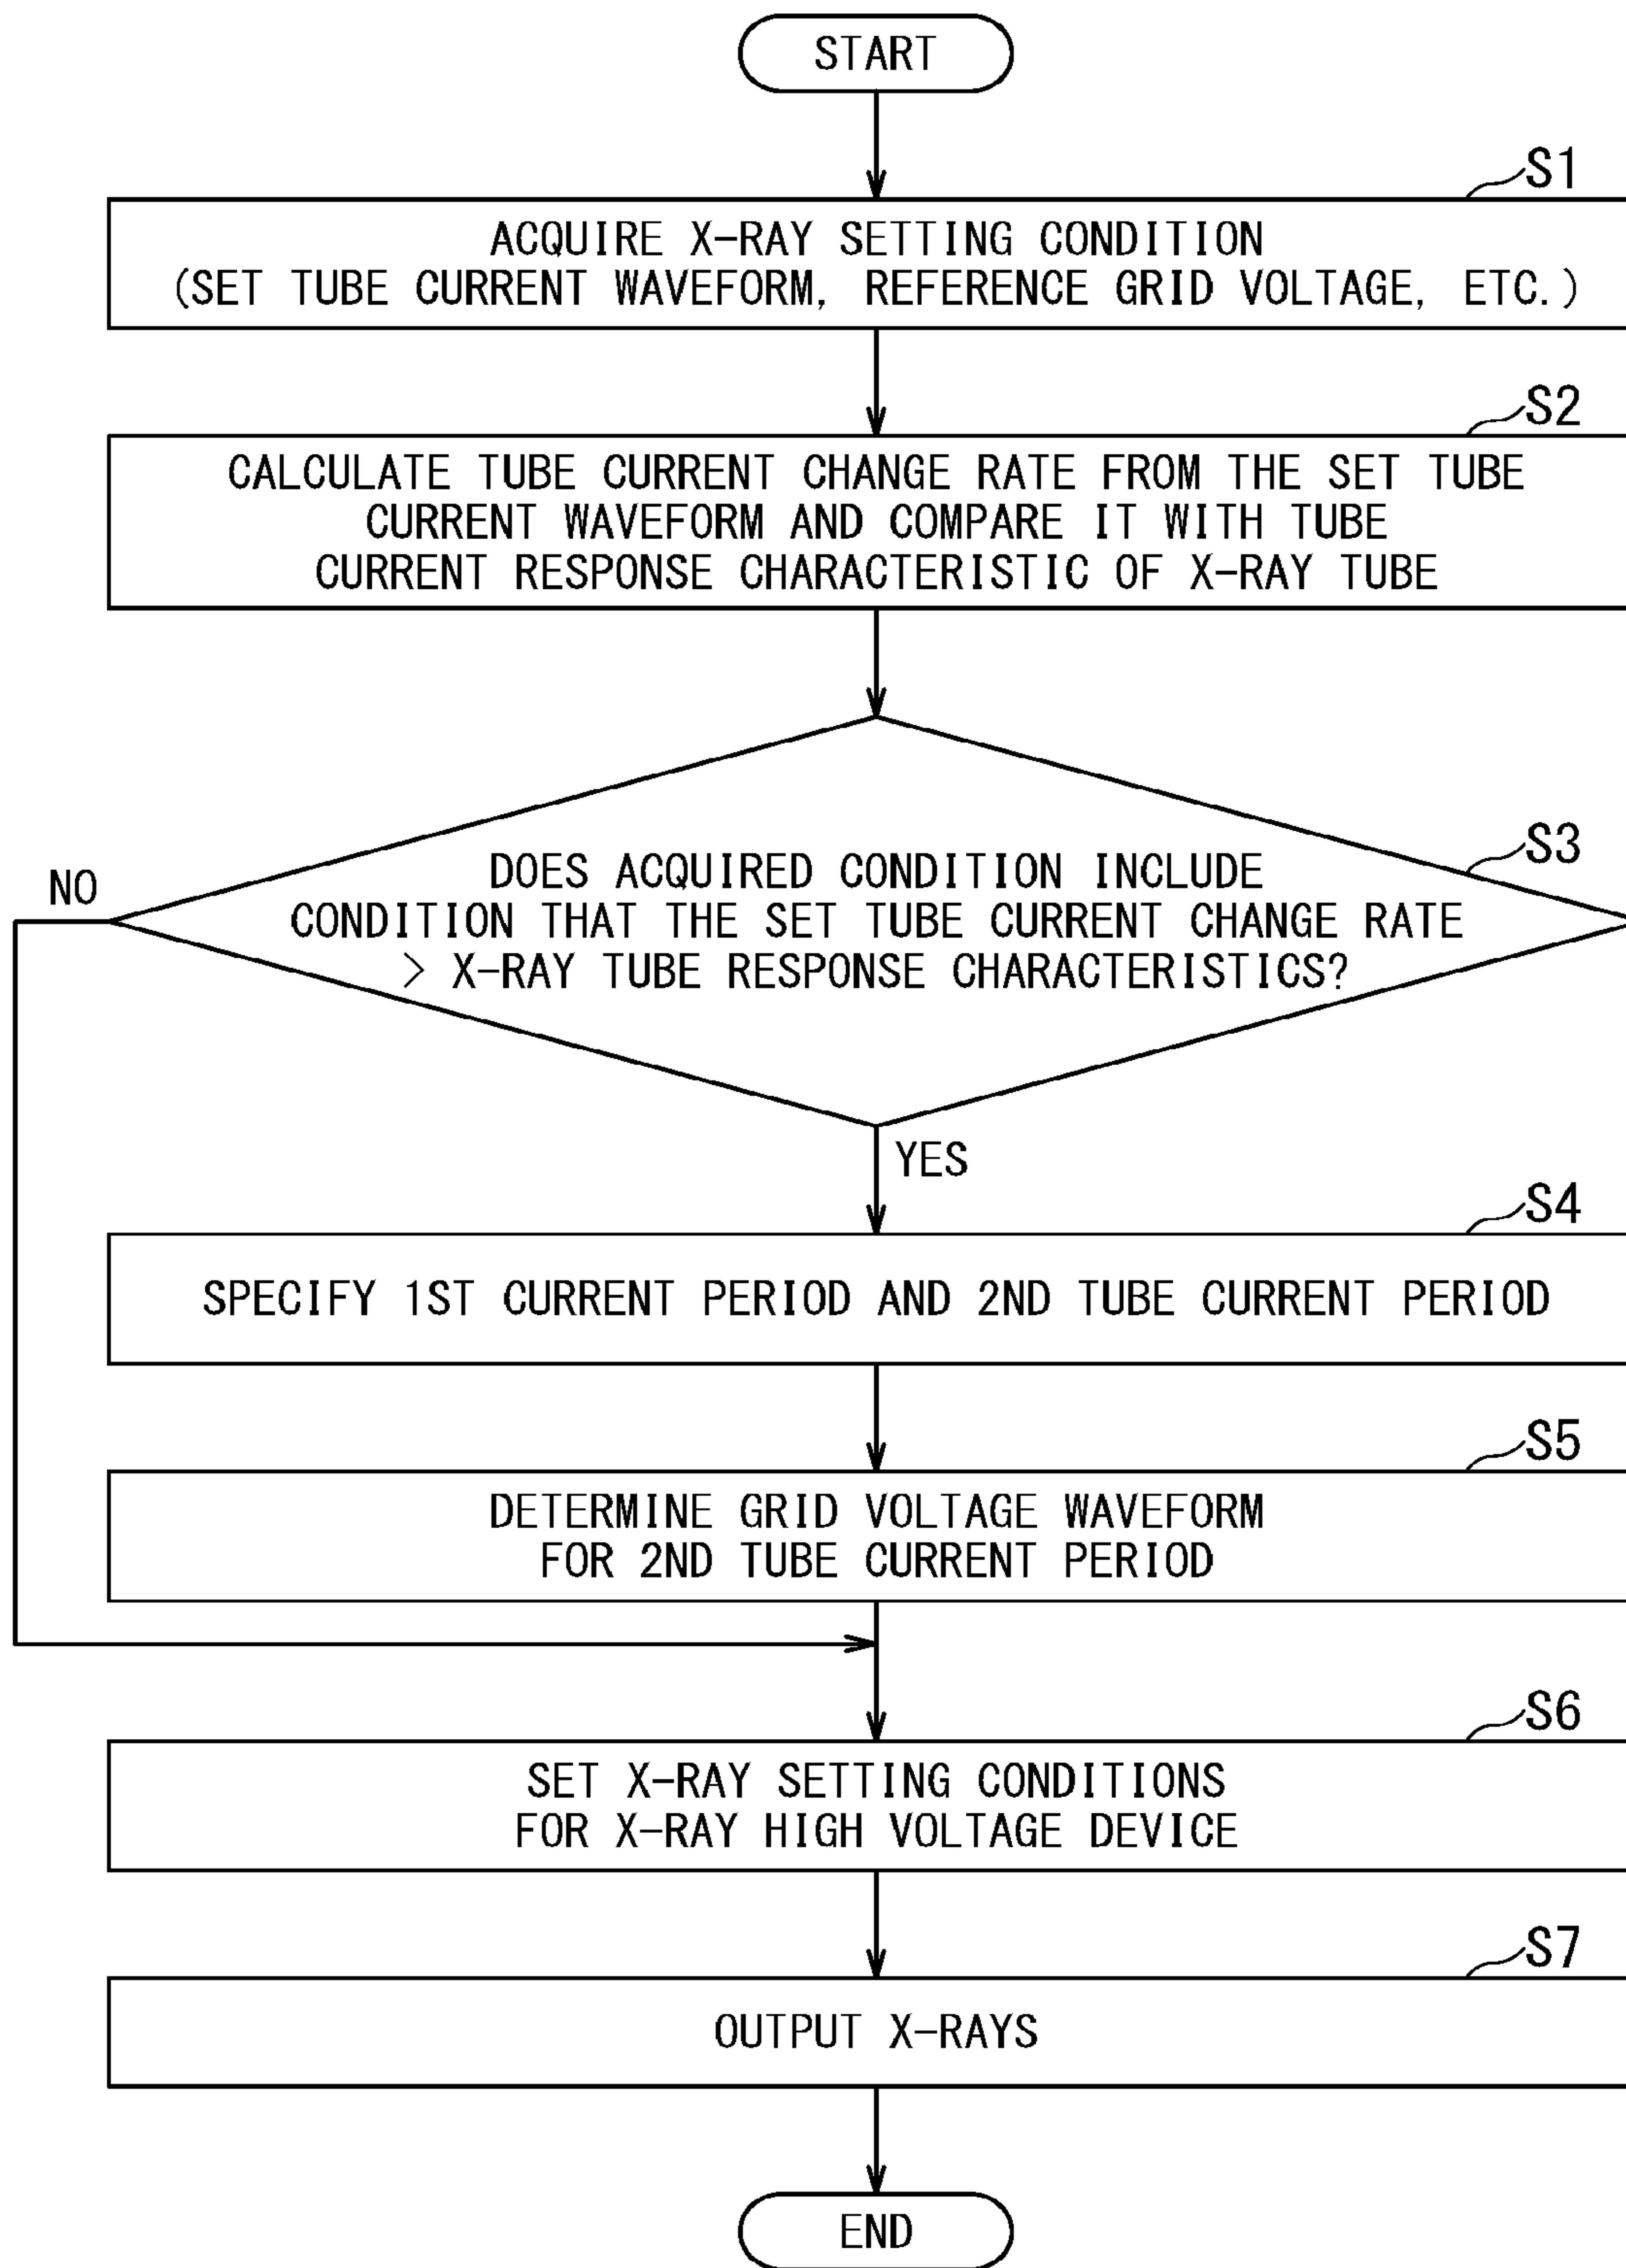 START
S1
ACQUIRE X-RAY SETTING CONDITION
(SET TUBE CURRENT WAVEFORM, REFERENCE GRID VOLTAGE, ETC.)
S2
CALCULATE TUBE CURRENT CHANGE RATE FROM THE SET TUBE
CURRENT WAVEFORM AND COMPARE IT WITH TUBE
CURRENT RESPONSE CHARACTERISTIC OF X-RAY TUBE
S3
NO
DOES ACQUIRED CONDITION INCLUDE
CONDITION THAT THE SET TUBE CURRENT CHANGE RATE
> X-RAY TUBE RESPONSE CHARACTERISTICS?
YES
S4
SPECIFY 1ST CURRENT PERIOD AND 2ND TUBE CURRENT PERIOD
S5
DETERMINE GRID VOLTAGE WAVEFORM
FOR 2ND TUBE CURRENT PERIOD
S6
SET X-RAY SETTING CONDITIONS
FOR X-RAY HIGH VOLTAGE DEVICE
S7
OUTPUT X-RAYS
END